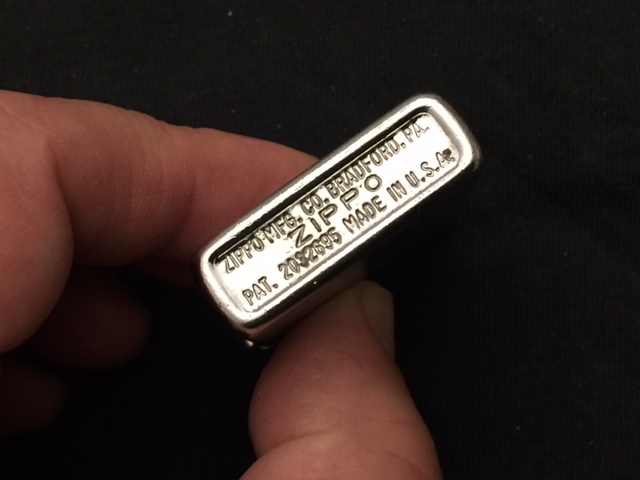 ZIPPO MFG. CO. BRADFORD, PA.
ZIPPO
PAT. 2032695 MADE IN U.S.A.